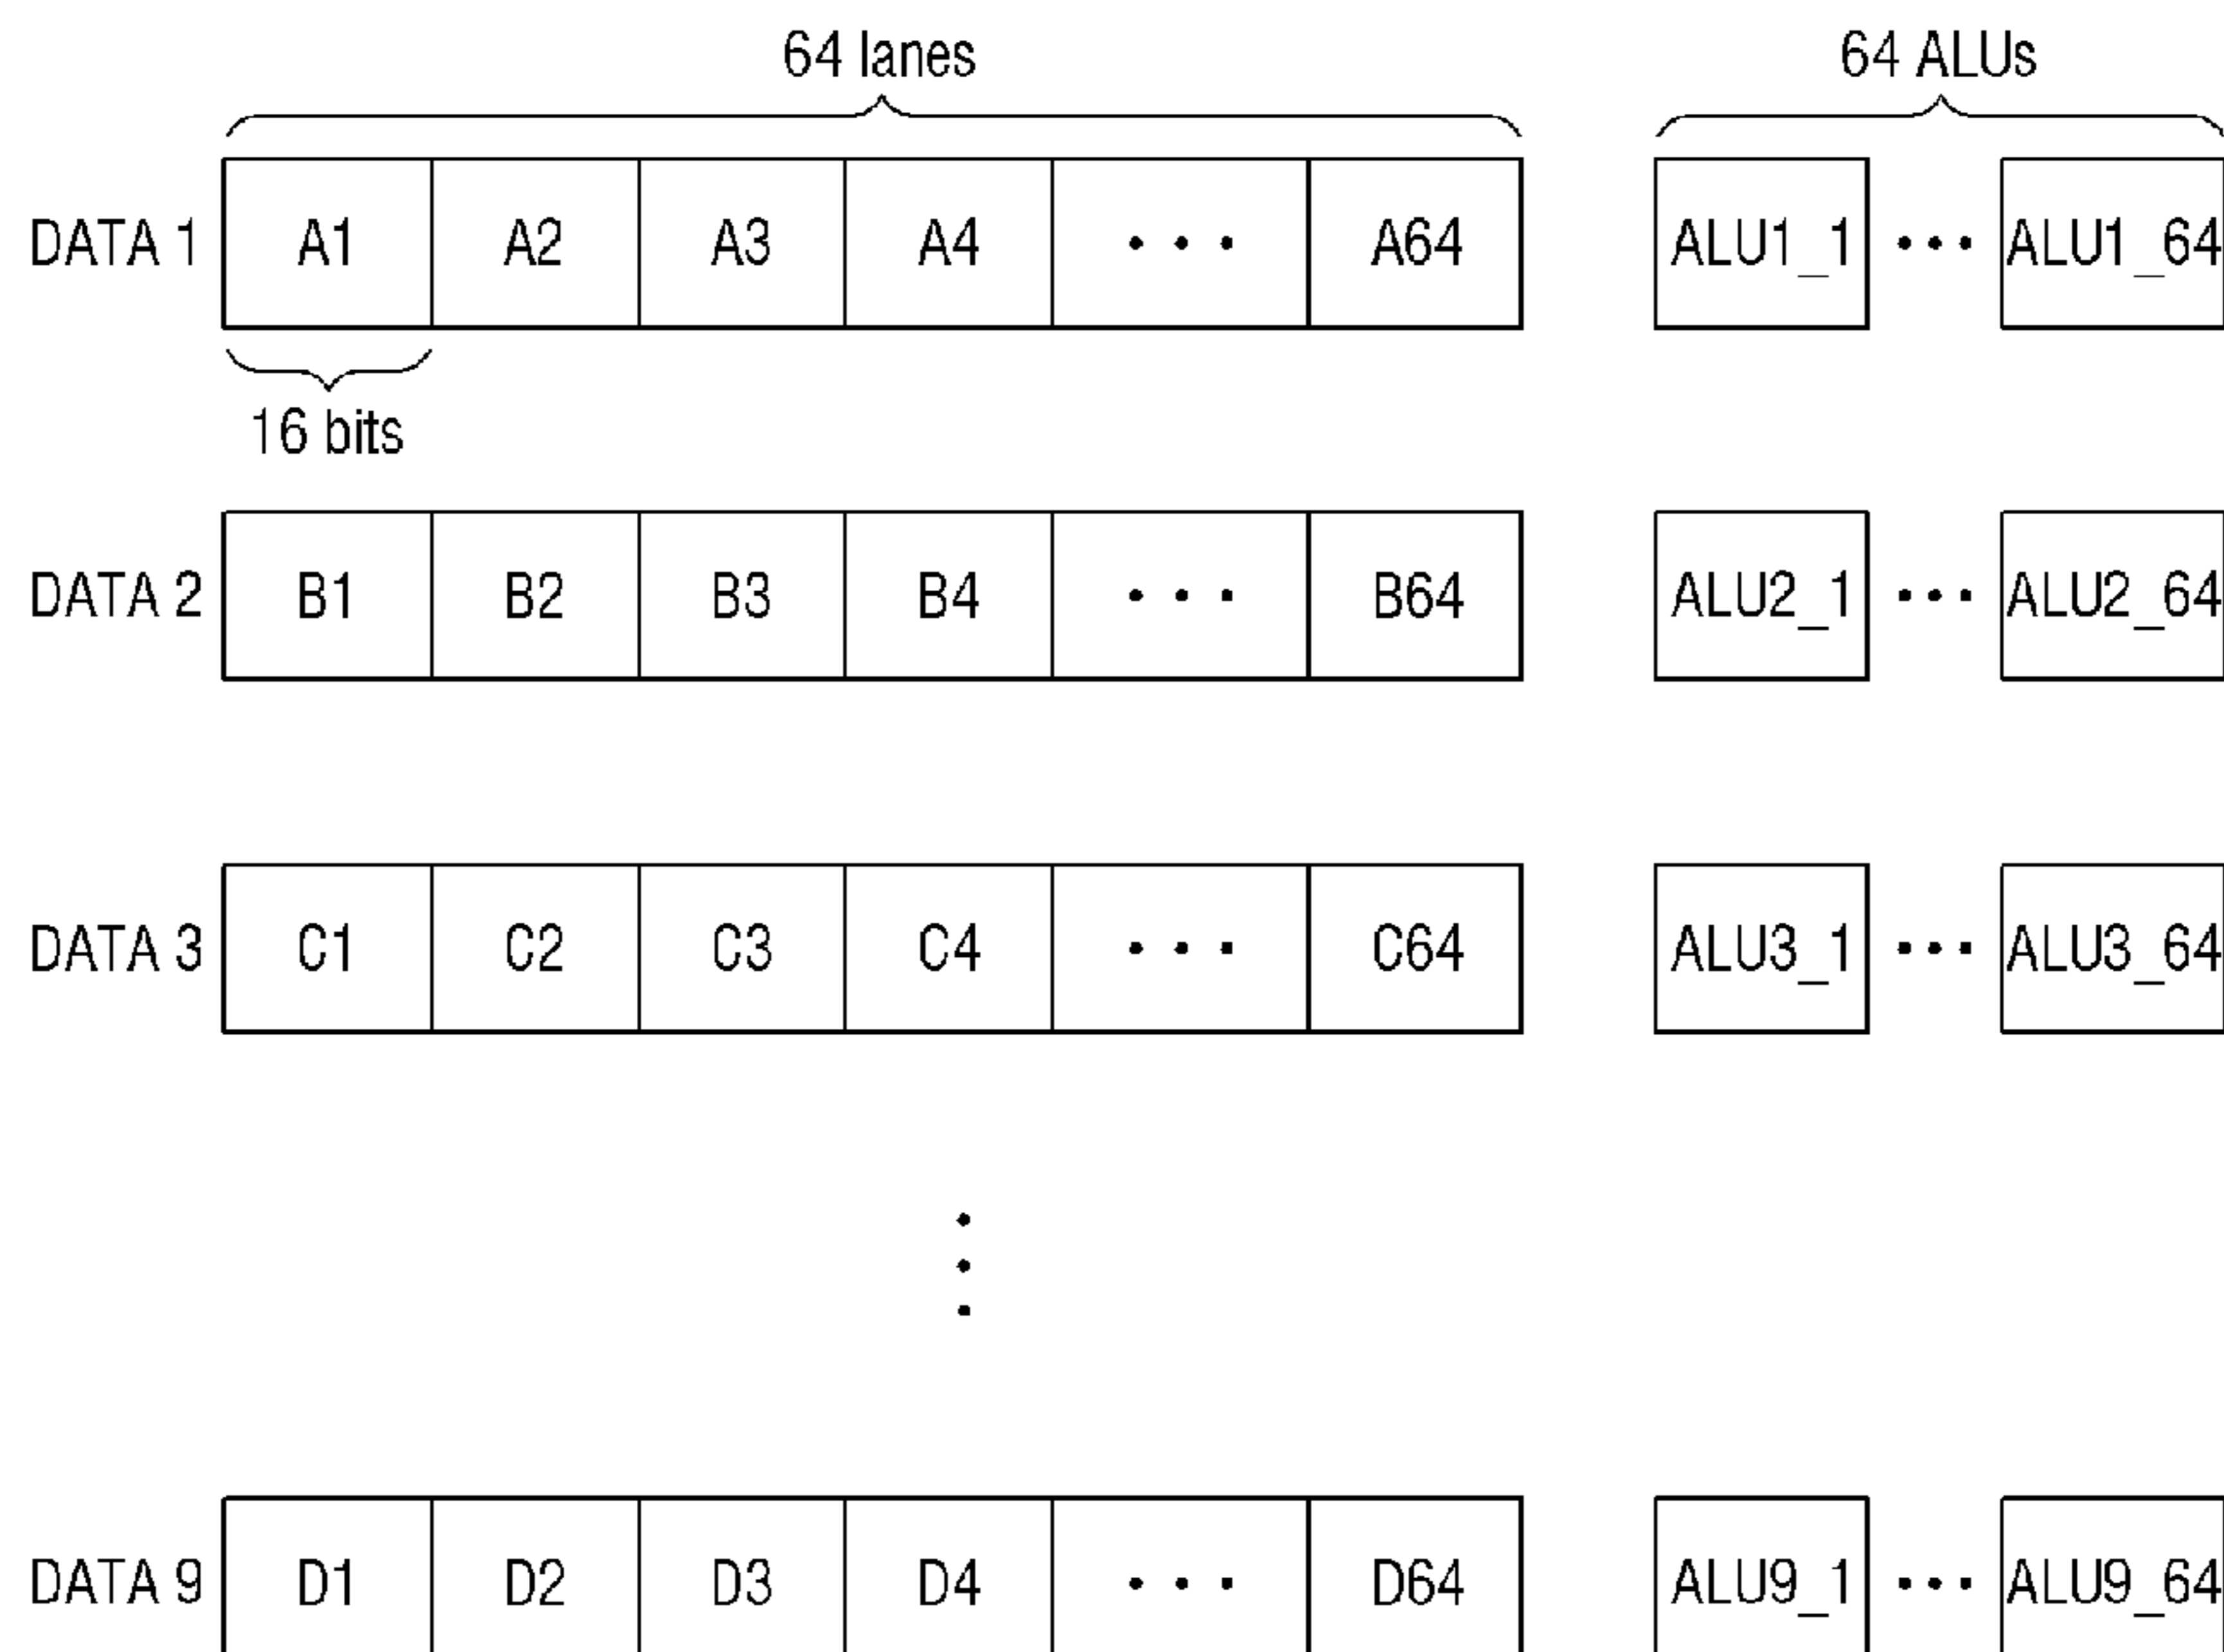 64 lanes 64 ALUs
DATA 1 A1 A2 A3 A4 ••• A64 ALU1_1 ••• ALU1_64
16 bits
DATA 2 B1 B2 B3 B4 ••• B64 ALU2_1 ••• ALU2_64
DATA 3 C1 C2 C3 C4 ••• C64 ALU3_1 ••• ALU3_64
DATA 9 D1 D2 D3 D4 ••• D64 ALU9_1 ••• ALU9_64